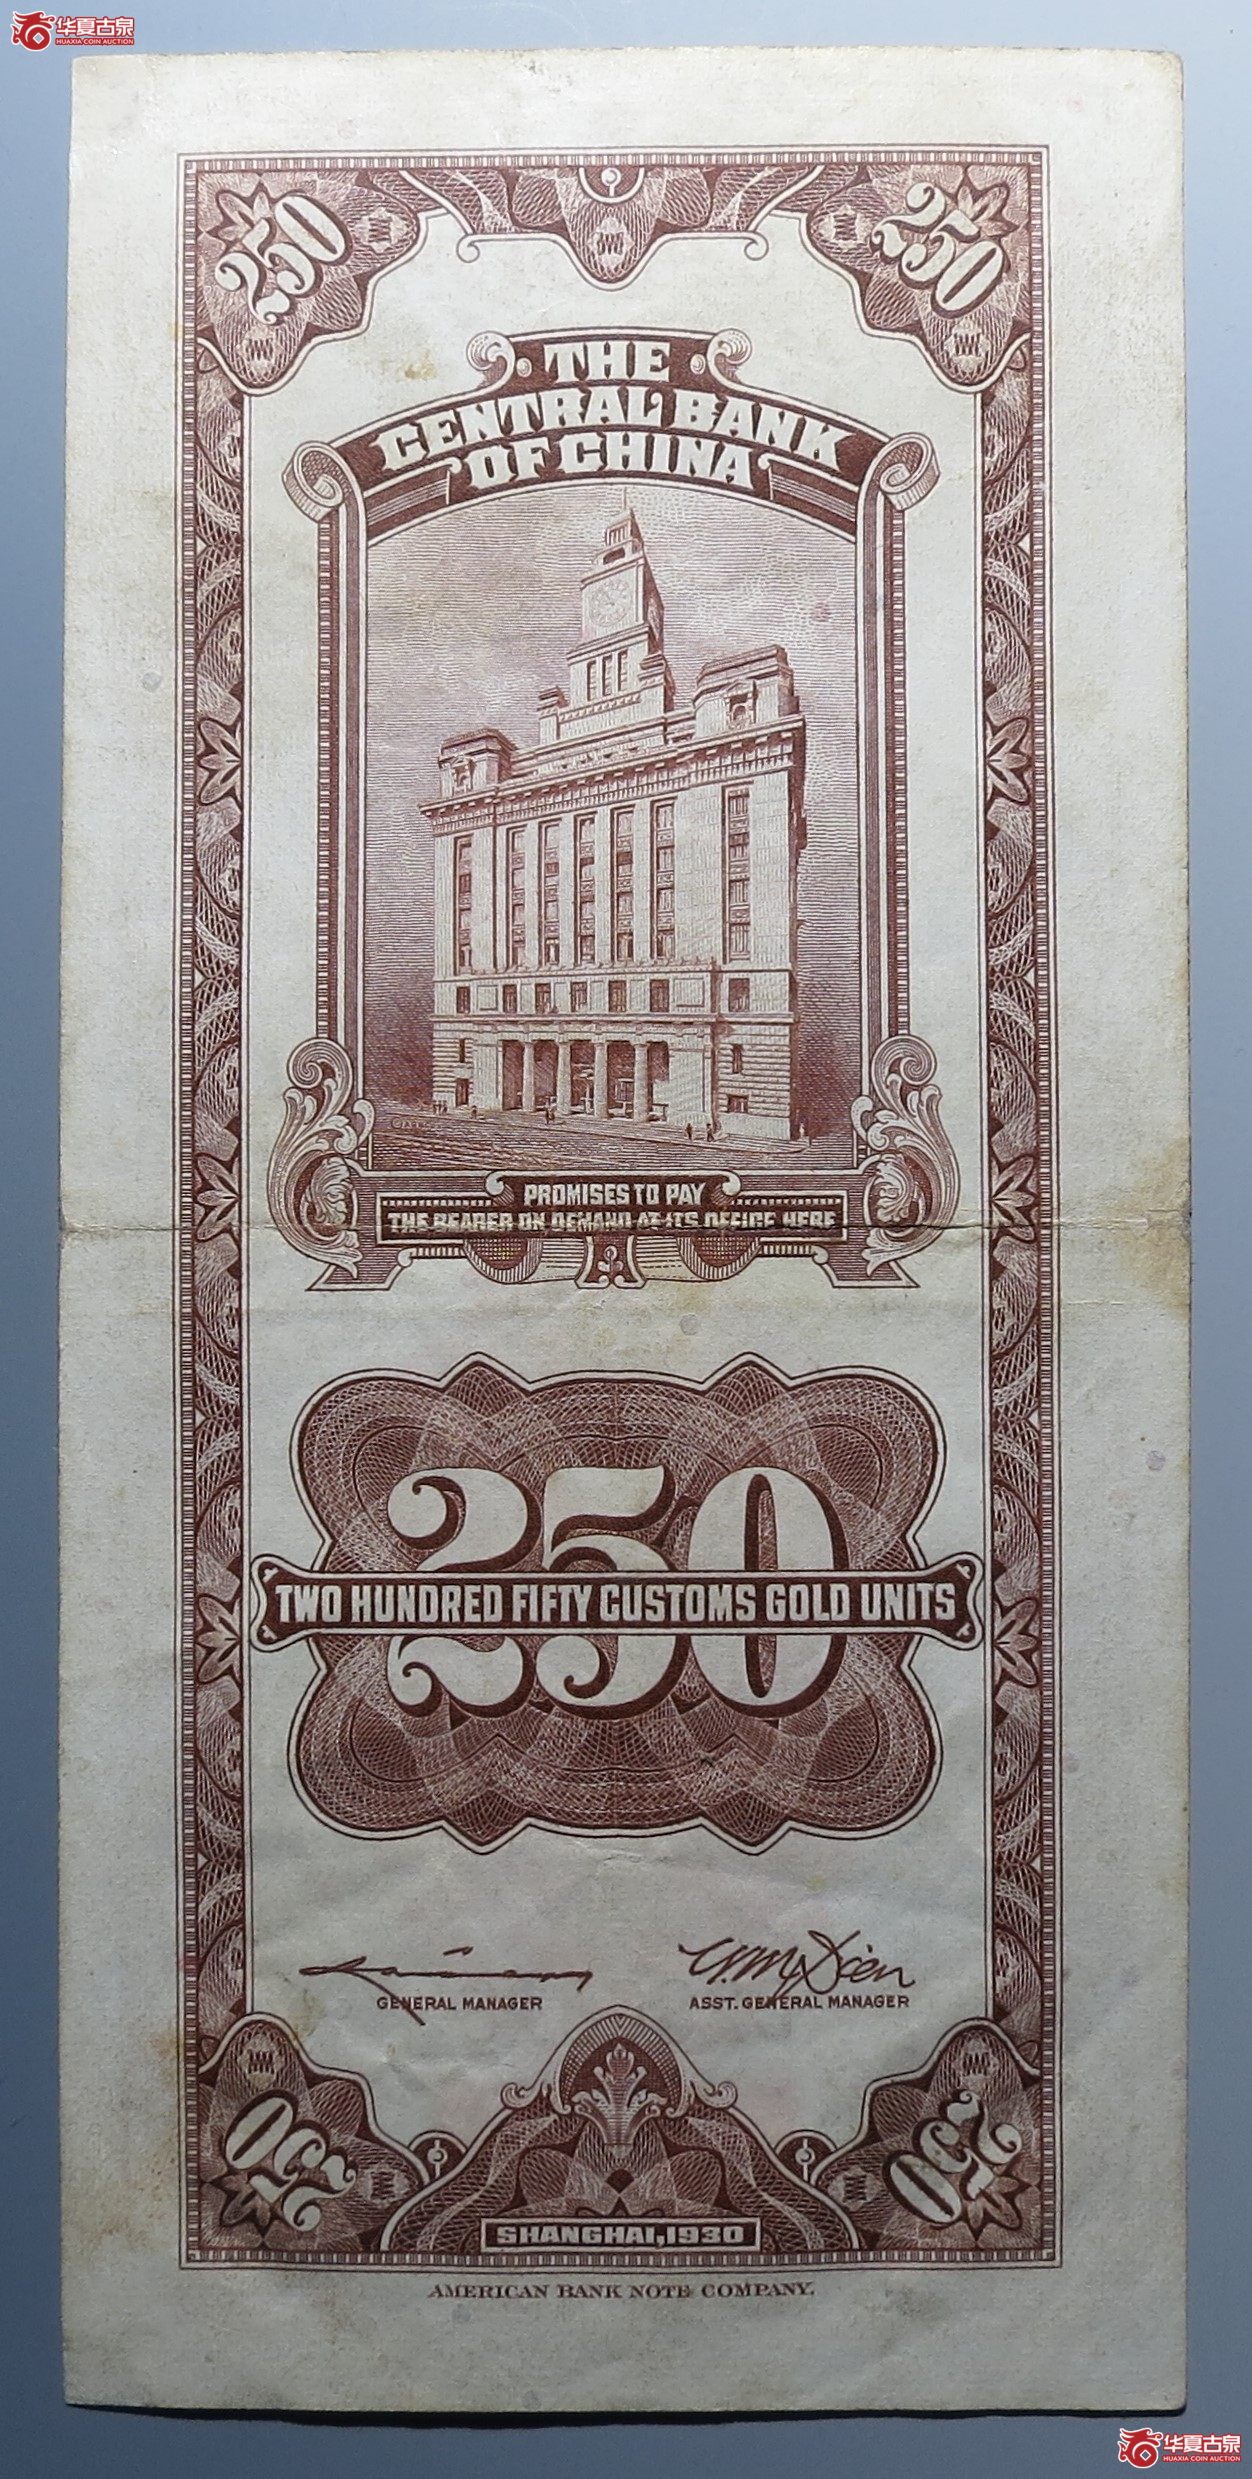 华夏古泉
HUAXIA COIN AUCTION
250
250
THE
CENTRAL BANK
OF CHINA
PROMISES TO PAY
THE BEARER ON DEMAND AT ITS OFFICE HERE
250
TWO HUNDRED FIFTY CUSTOMS GOLD UNITS
GENERAL MANAGER
ASST. GENERAL MANAGER
250
250
SHANGHAI, 1930
AMERICAN BANK NOTE COMPANY.
华夏古泉
HUAXIA COIN AUCTION